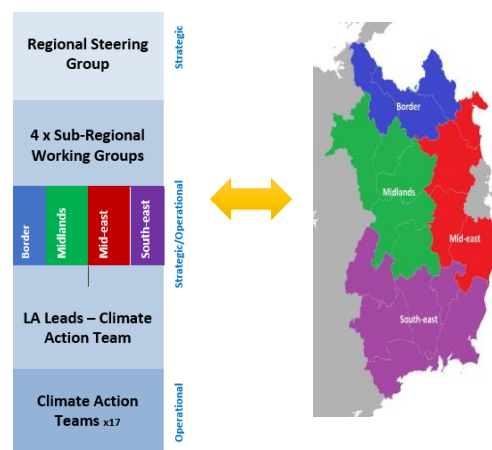 Regional Steering
Group
Strategic
4 x Sub-Regional
Working Groups
Border
Midlands
Mid-east
South-east
Strategic/Operational
LA Leads – Climate
Action Team
Climate Action
Teams x17
Operational
Border
Midlands
Mid-east
South-east